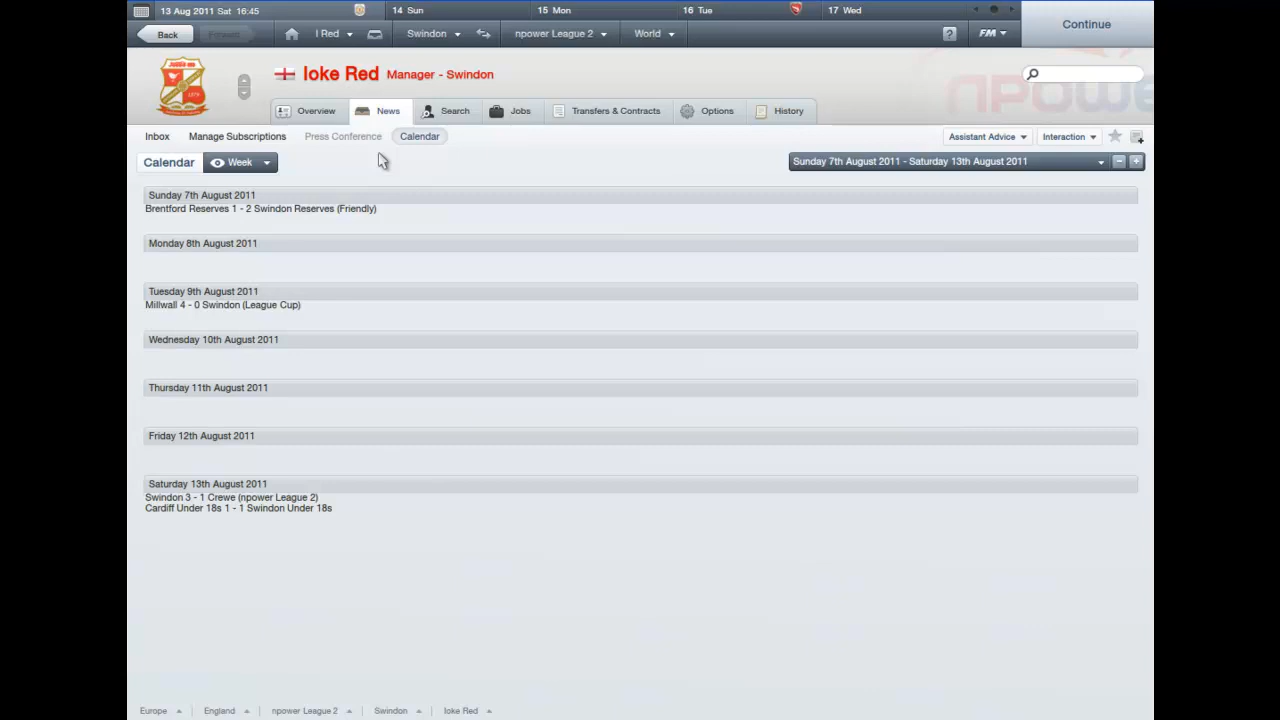 13 Aug 2011 Sat 16:45 14 Sun 15 Mon 16 Tue 17 Wed
Continue
Back Forward I Red Swindon npower League 2 World ? FM
Ioke Red Manager - Swindon
NPOWE
Overview News Search Jobs Transfers & Contracts Options History
Inbox Manage Subscriptions Press Conference Calendar Assistant Advice Interaction
Calendar Week Sunday 7th August 2011 - Saturday 13th August 2011
Sunday 7th August 2011
Brentford Reserves 1 - 2 Swindon Reserves (Friendly)
Monday 8th August 2011
Tuesday 9th August 2011
Millwall 4 - 0 Swindon (League Cup)
Wednesday 10th August 2011
Thursday 11th August 2011
Friday 12th August 2011
Saturday 13th August 2011
Swindon 3 - 1 Crewe (npower League 2)
Cardiff Under 18s 1 - 1 Swindon Under 18s
Europe England npower League 2 Swindon Ioke Red